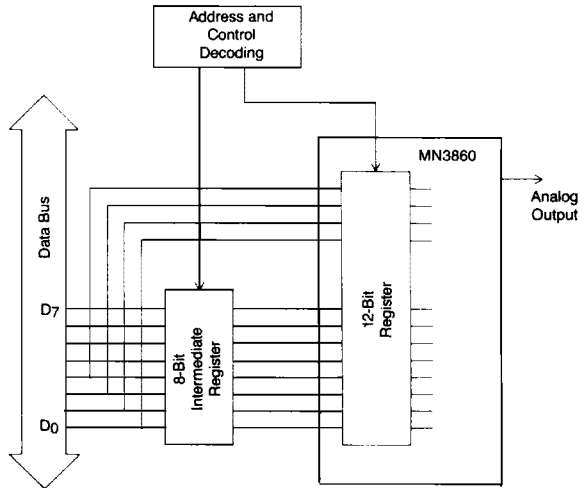 Address and
Control
Decoding
MN3860
Analog
Output
Data Bus
12-Bit
Register
D7
8-Bit
Intermediate
Register
D0